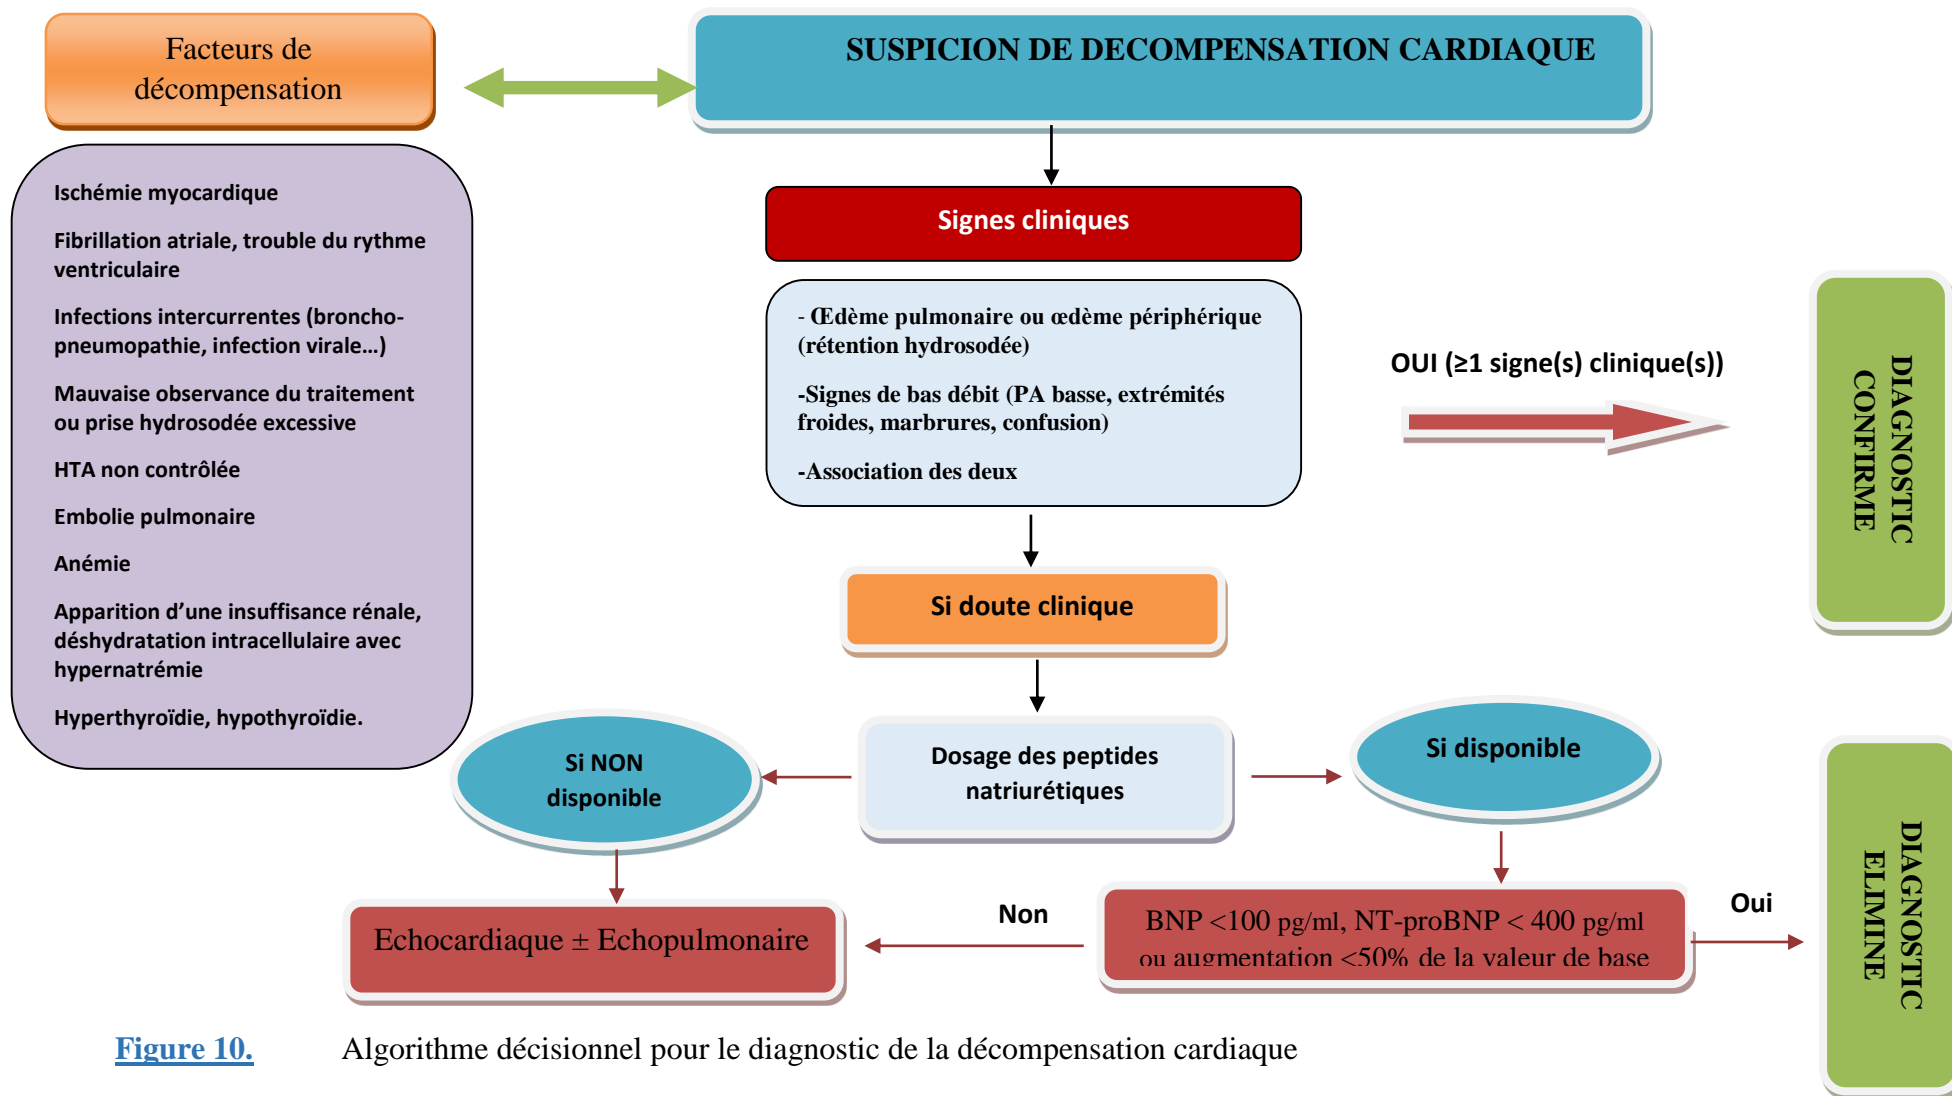 Facteurs de
décompensation
SUSPICION DE DECOMPENSATION CARDIAQUE
Ischémie myocardique
Fibrillation atriale, trouble du rythme
ventriculaire
Infections intercurrentes (broncho-
pneumopathie, infection virale…)
Mauvaise observance du traitement
ou prise hydrosodée excessive
HTA non contrôlée
Embolie pulmonaire
Anémie
Apparition d’une insuffisance rénale,
déshydratation intracellulaire avec
hypernatrémie
Hyperthyroïdie, hypothyroïdie.
Signes cliniques
- Œdème pulmonaire ou œdème périphérique
(rétention hydrosodée)
-Signes de bas débit (PA basse, extrémités
froides, marbrures, confusion)
-Association des deux
OUI (≥1 signe(s) clinique(s))
DIAGNOSTIC
CONFIRME
Si doute clinique
Dosage des peptides
natriurétiques
Si NON
disponible
Si disponible
Echocardiaque ± Echopulmonaire
Non
BNP <100 pg/ml, NT-proBNP < 400 pg/ml
ou augmentation <50% de la valeur de base
Oui
DIAGNOSTIC
ELIMINE
Figure 10. Algorithme décisionnel pour le diagnostic de la décompensation cardiaque